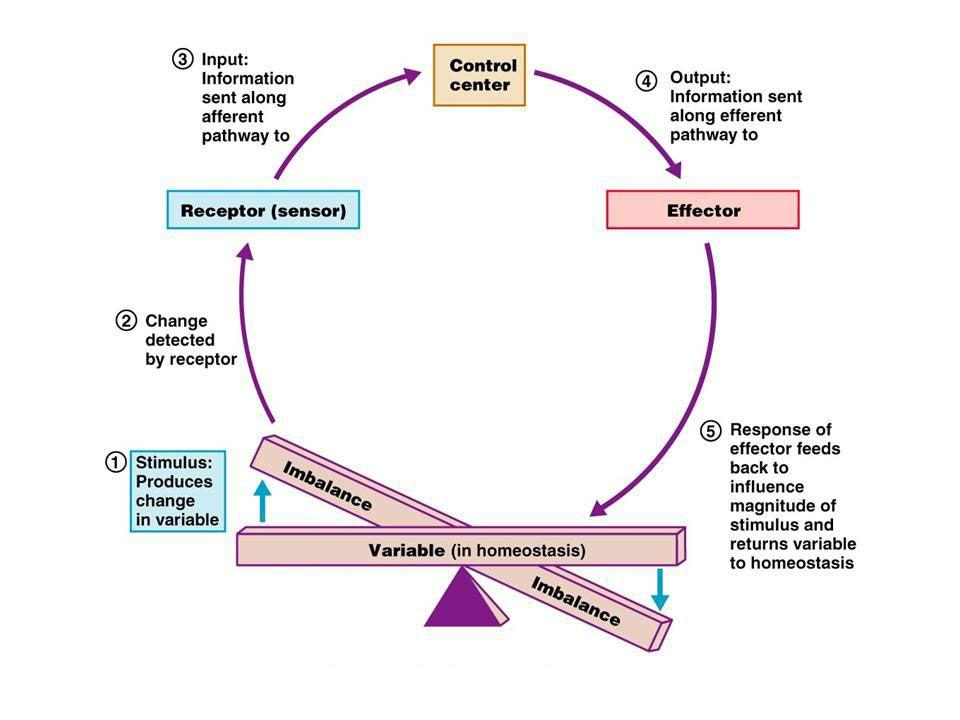 ③ Input:
Information
sent along
afferent
pathway to
Control
center
④ Output:
Information sent
along efferent
pathway to
Receptor (sensor)
Effector
② Change
detected
by receptor
① Stimulus:
Produces
change
in variable
Imbalance
Variable (in homeostasis)
Imbalance
⑤ Response of
effector feeds
back to
influence
magnitude of
stimulus and
returns variable
to homeostasis